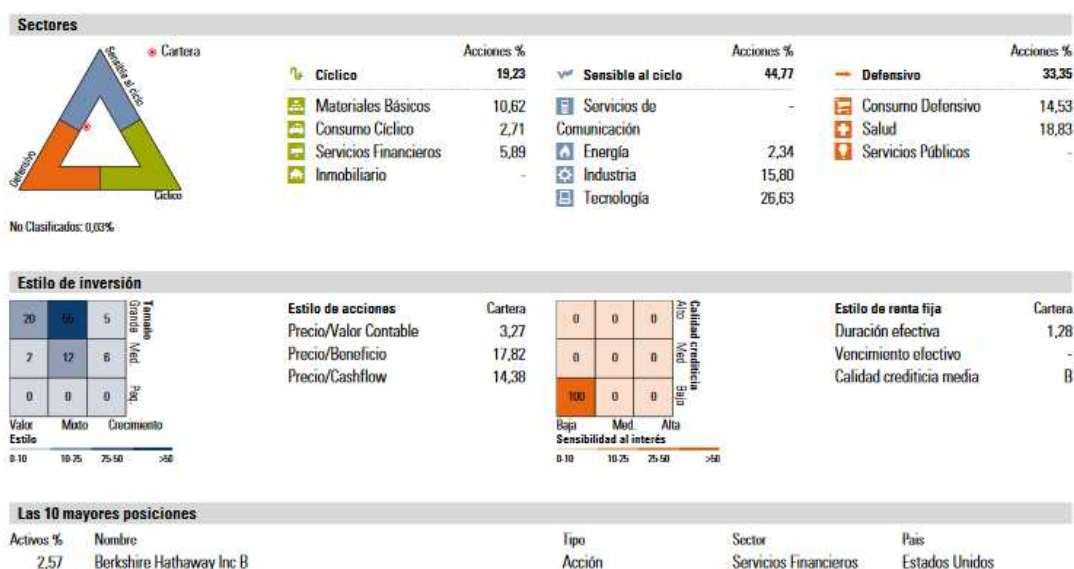 Sectores
Sensible al ciclo
Defensivo
Cíclico
Cartera
No Clasificados: 0,03%
Acciones %
Cíclico 19,23
Materiales Básicos 10,62
Consumo Cíclico 2,71
Servicios Financieros 5,89
Inmobiliario -
Acciones %
Sensible al ciclo 44,77
Servicios de -
Comunicación
Energía 2,34
Industria 15,80
Tecnología 26,63
Acciones %
Defensivo 33,35
Consumo Defensivo 14,53
Salud 18,83
Servicios Públicos -
Estilo de inversión
20 55 5
2 12 6
0 0 0
Tamaño
Grande Med. Peq.
Valor Mixto Crecimiento
Estilo
0-10 10-25 25-50 >50
Estilo de acciones Cartera
Precio/Valor Contable 3,27
Precio/Beneficio 17,82
Precio/Cashflow 14,38
0 0 0
0 0 0
100 0 0
Calidad crediticia
Alto Med Bajo
Baja Med. Alta
Sensibilidad al interés
0-10 10-25 25-50 >50
Estilo de renta fija Cartera
Duración efectiva 1,28
Vencimiento efectivo -
Calidad crediticia media B
Las 10 mayores posiciones
Activos % Nombre Tipo Sector País
2,57 Berkshire Hathaway Inc B Acción Servicios Financieros Estados Unidos